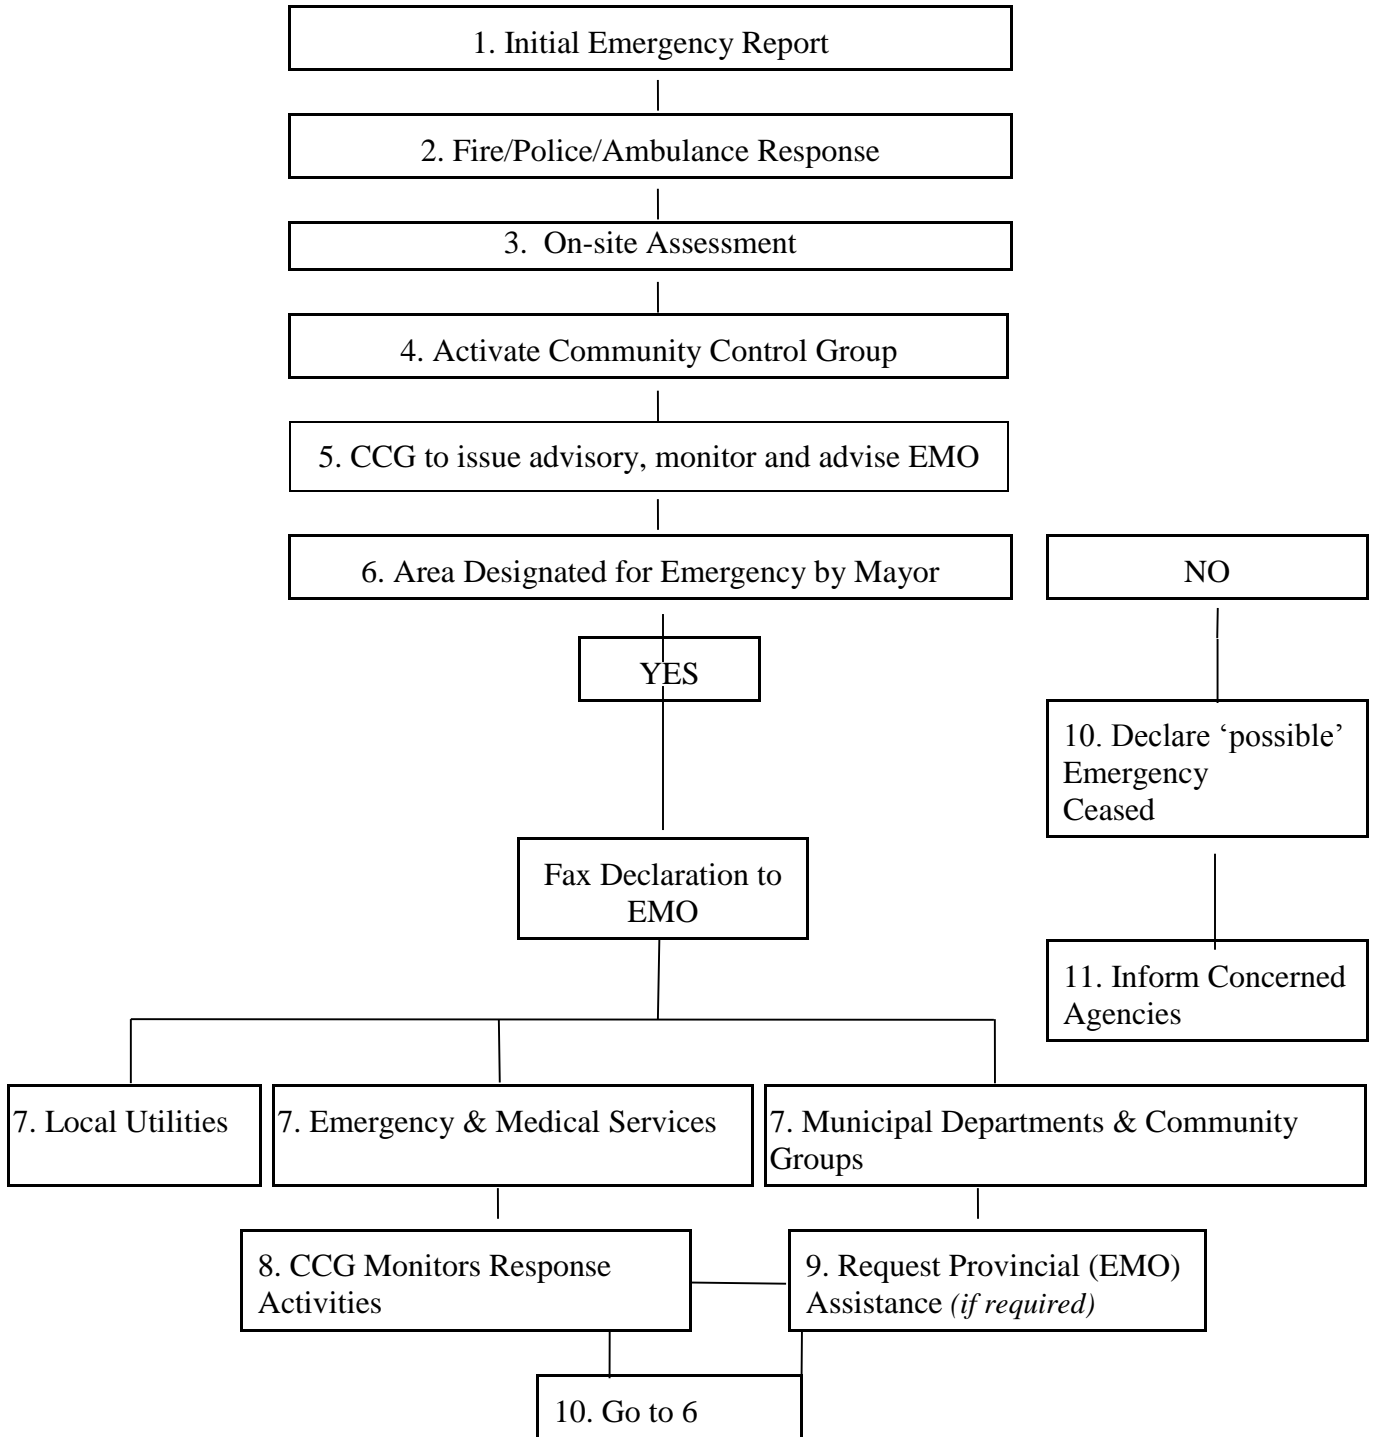 1. Initial Emergency Report
2. Fire/Police/Ambulance Response
3. On-site Assessment
4. Activate Community Control Group
5. CCG to issue advisory, monitor and advise EMO
6. Area Designated for Emergency by Mayor
NO
YES
10. Declare ‘possible’
Emergency
Ceased
Fax Declaration to
EMO
11. Inform Concerned
Agencies
7. Local Utilities
7. Emergency & Medical Services
7. Municipal Departments & Community
Groups
8. CCG Monitors Response
Activities
9. Request Provincial (EMO)
Assistance (if required)
10. Go to 6